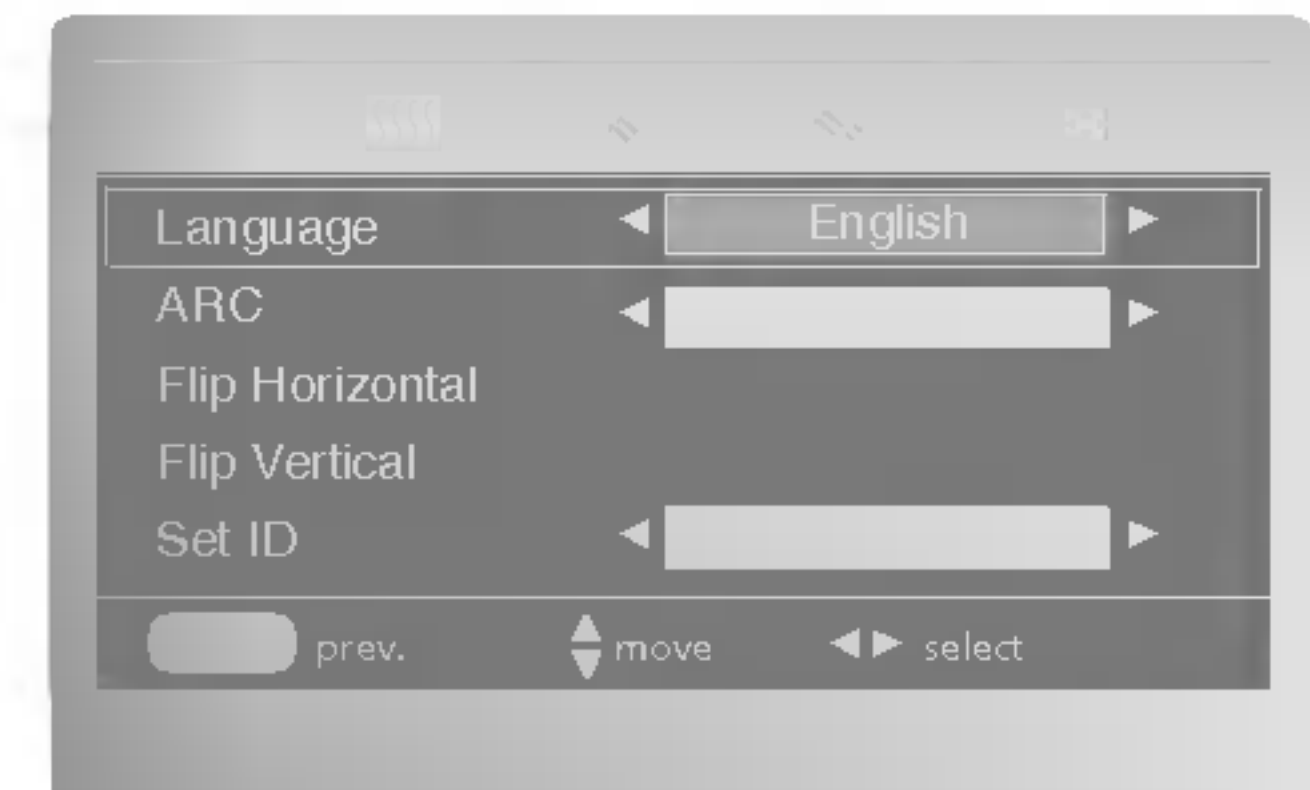 Language ◀ English ▶
ARC ◀ ▶
Flip Horizontal
Flip Vertical
Set ID ◀ ▶
prev. move select